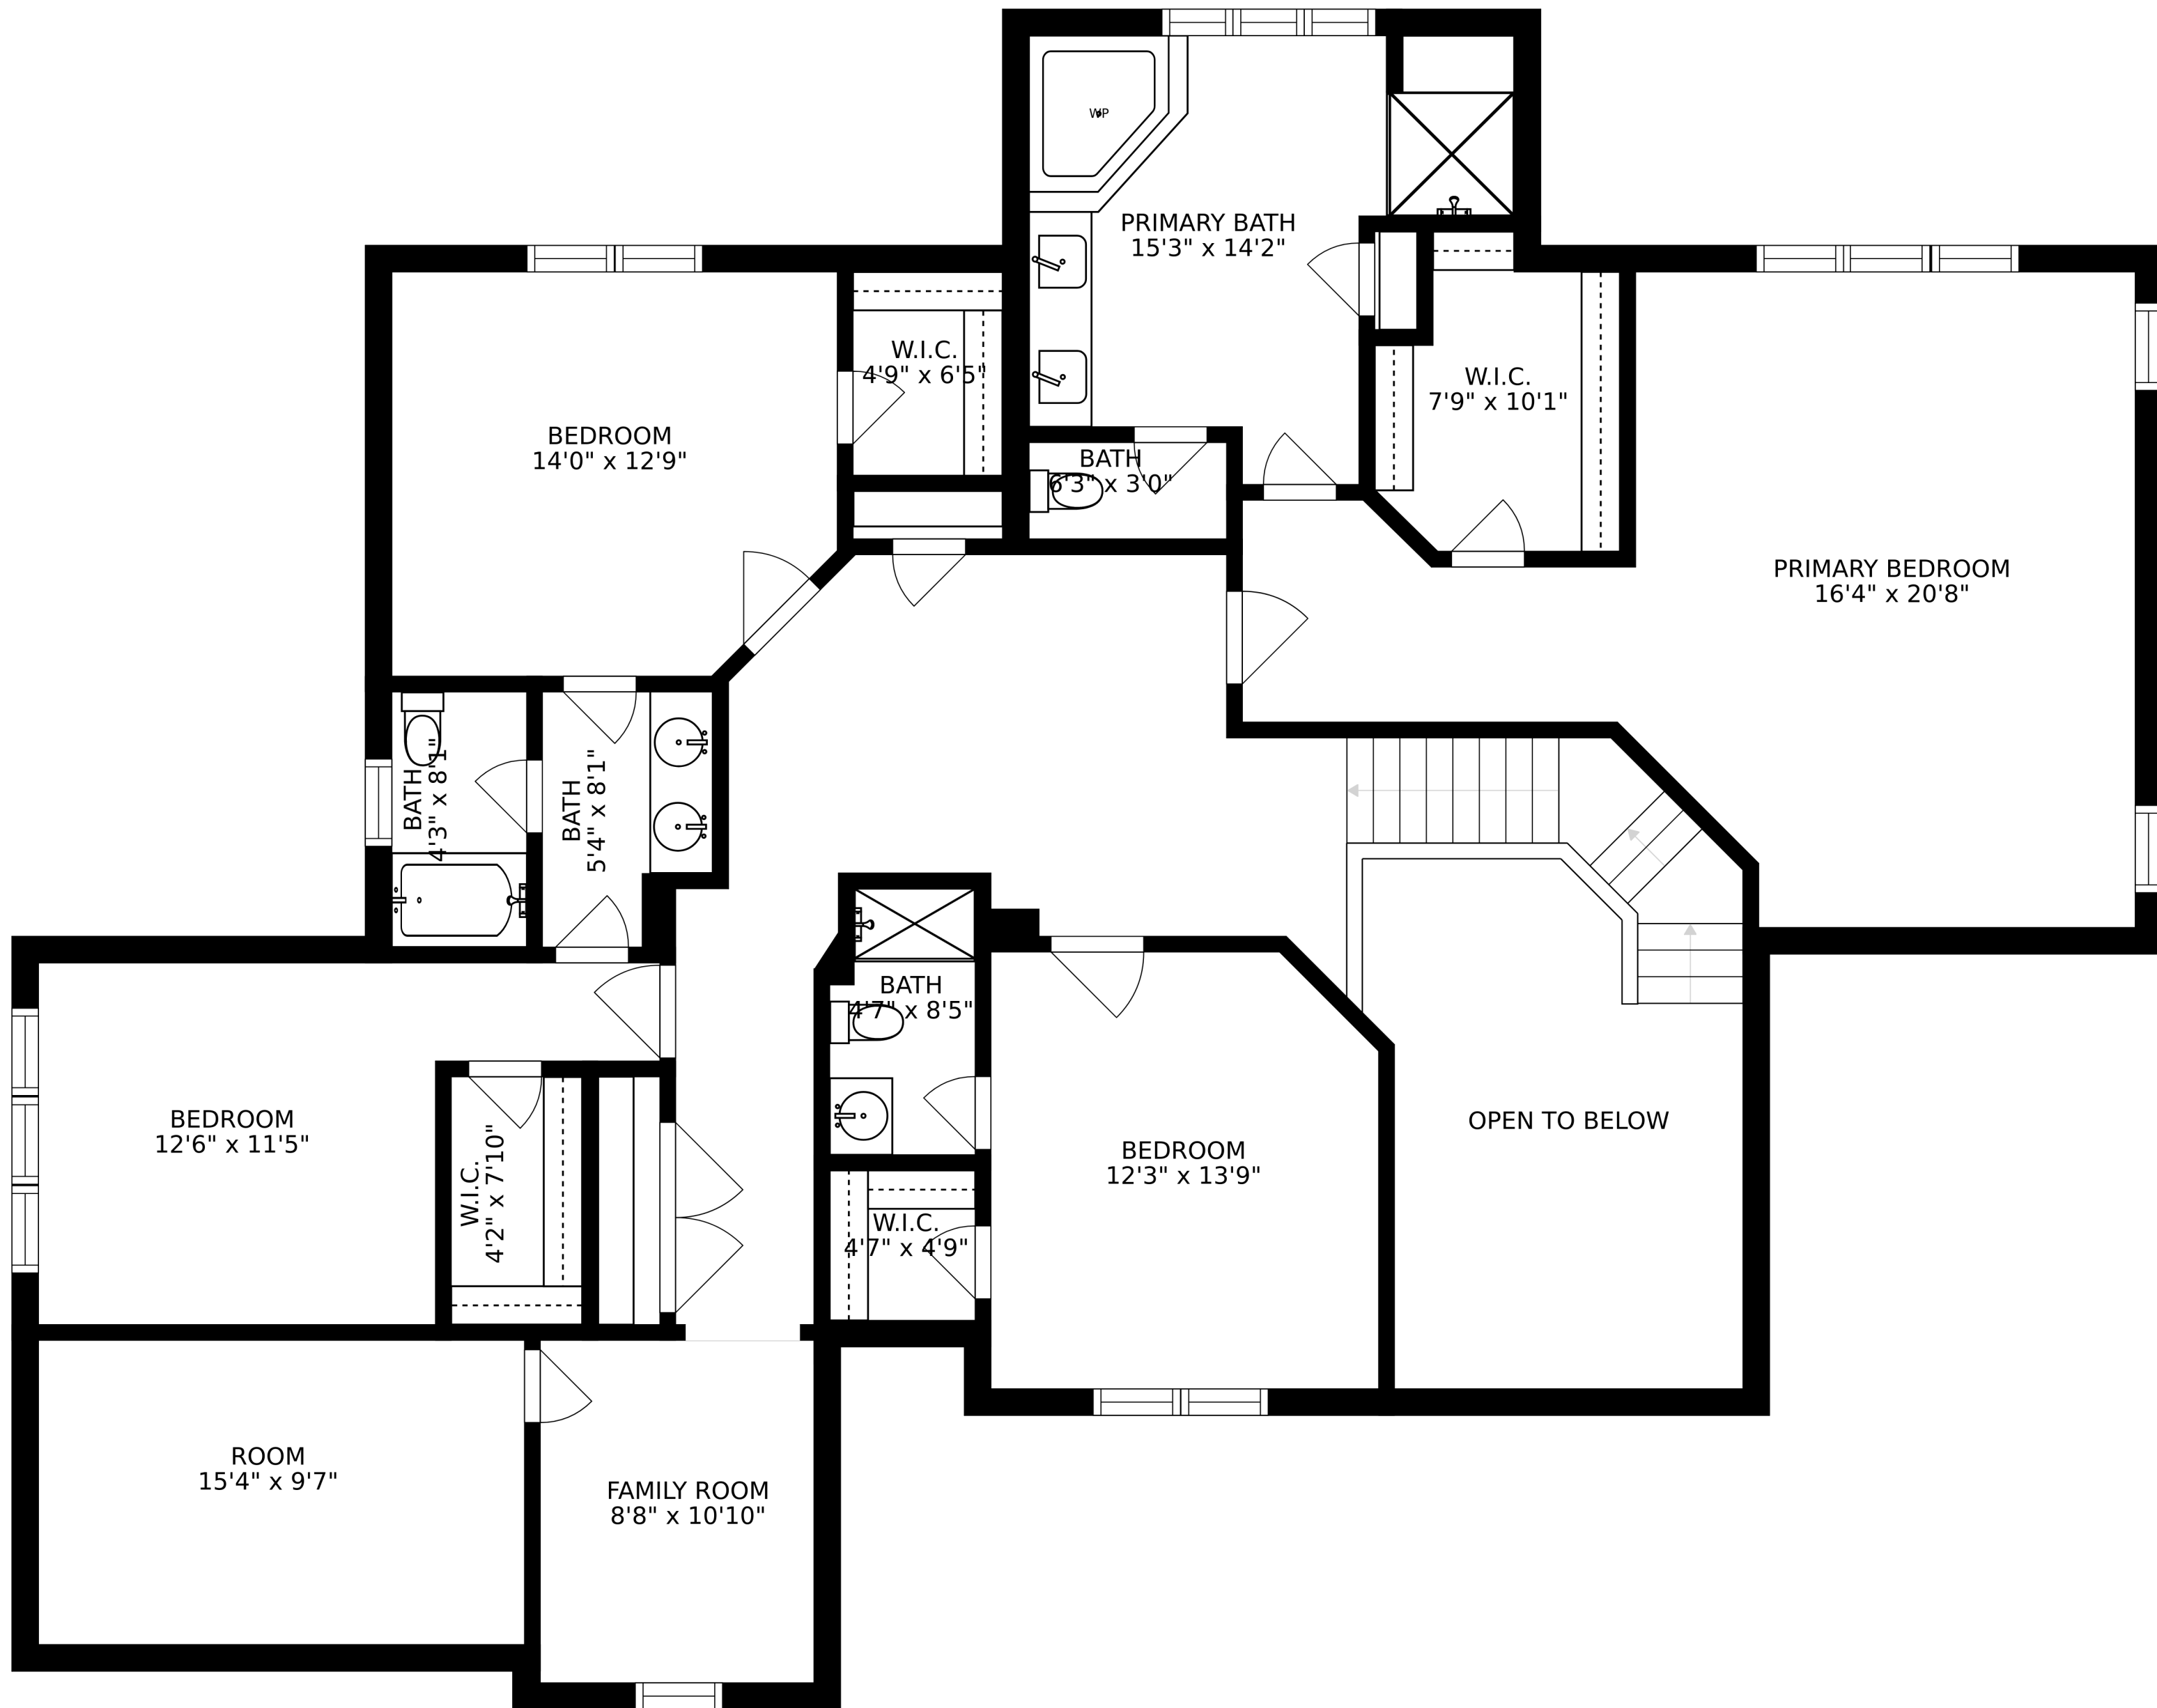 WP
PRIMARY BATH
15'3" x 14'2"
W.I.C.
4'9" x 6'5"
W.I.C.
7'9" x 10'1"
BEDROOM
14'0" x 12'9"
BATH
6'3" x 3'0"
PRIMARY BEDROOM
16'4" x 20'8"
BATH
4'3" x 8'1"
BATH
5'4" x 8'1"
BATH
4'7" x 8'5"
BEDROOM
12'6" x 11'5"
W.I.C.
4'2" x 7'10"
BEDROOM
12'3" x 13'9"
OPEN TO BELOW
W.I.C.
4'7" x 4'9"
ROOM
15'4" x 9'7"
FAMILY ROOM
8'8" x 10'10"